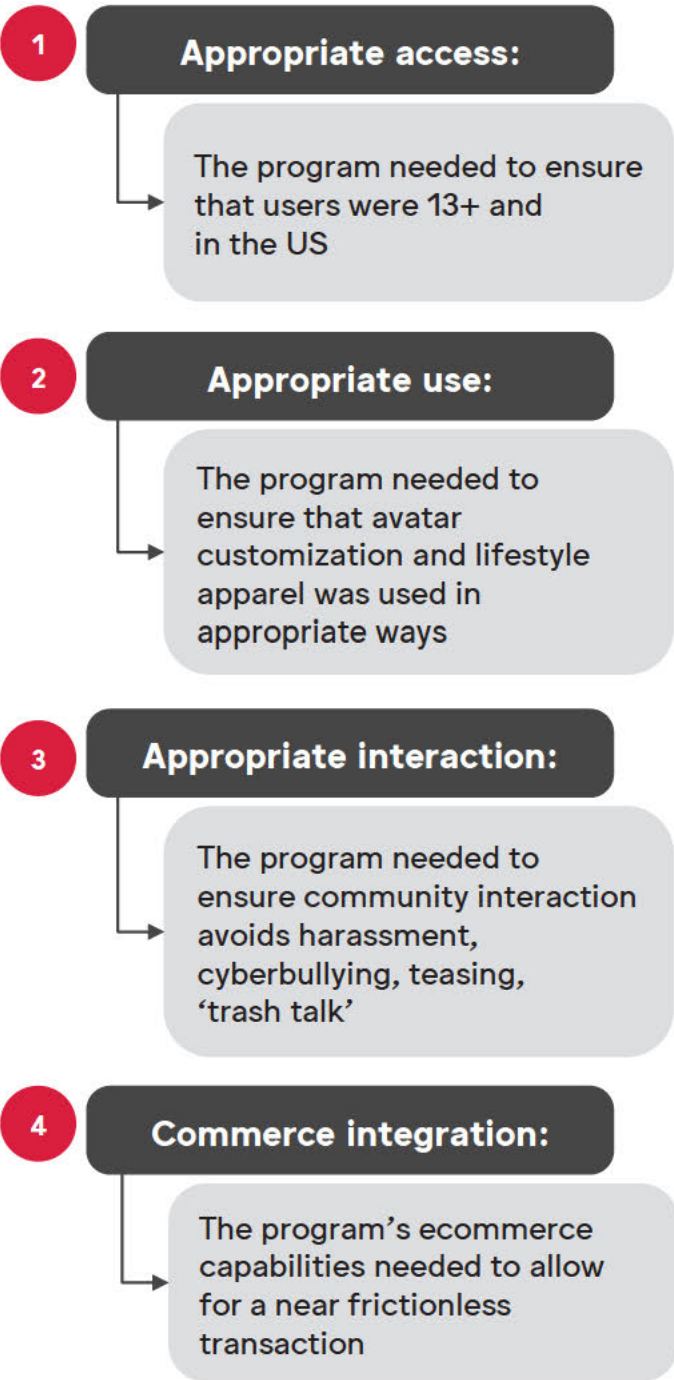 1
Appropriate access:
The program needed to ensure
that users were 13+ and
in the US
2
Appropriate use:
The program needed to
ensure that avatar
customization and lifestyle
apparel was used in
appropriate ways
3
Appropriate interaction:
The program needed to
ensure community interaction
avoids harassment,
cyberbullying, teasing,
‘trash talk’
4
Commerce integration:
The program’s ecommerce
capabilities needed to allow
for a near frictionless
transaction